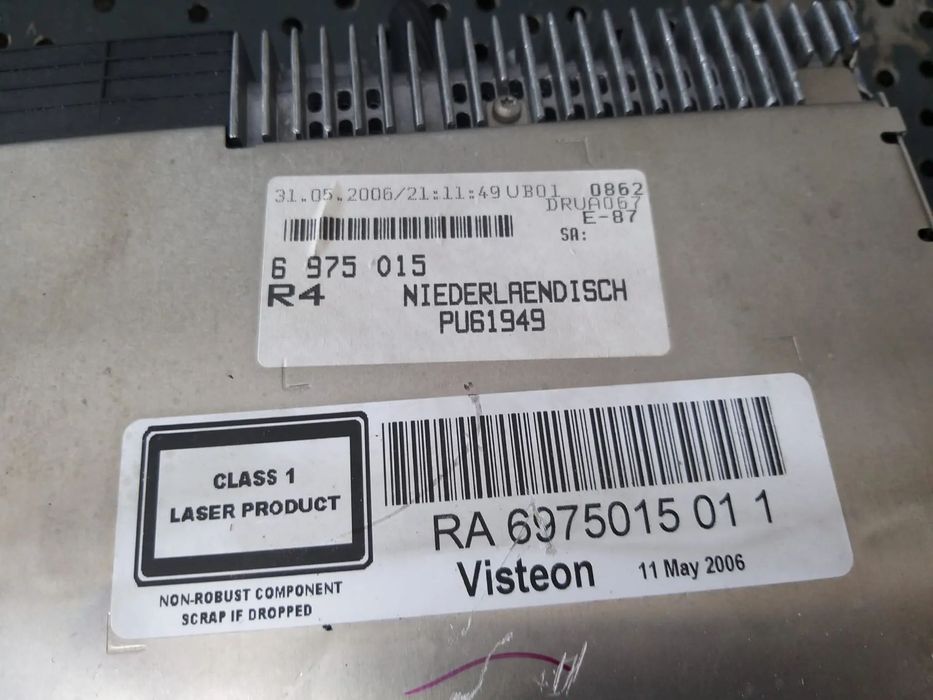 31.05.2006/21:11:49 UB01 0862
DRUA067
E-87
SA:
6 975 015
R4 NIEDERLAENDISCH
PU61949
CLASS 1
LASER PRODUCT
NON-ROBUST COMPONENT
SCRAP IF DROPPED
RA 6975015 01 1
Visteon 11 May 2006